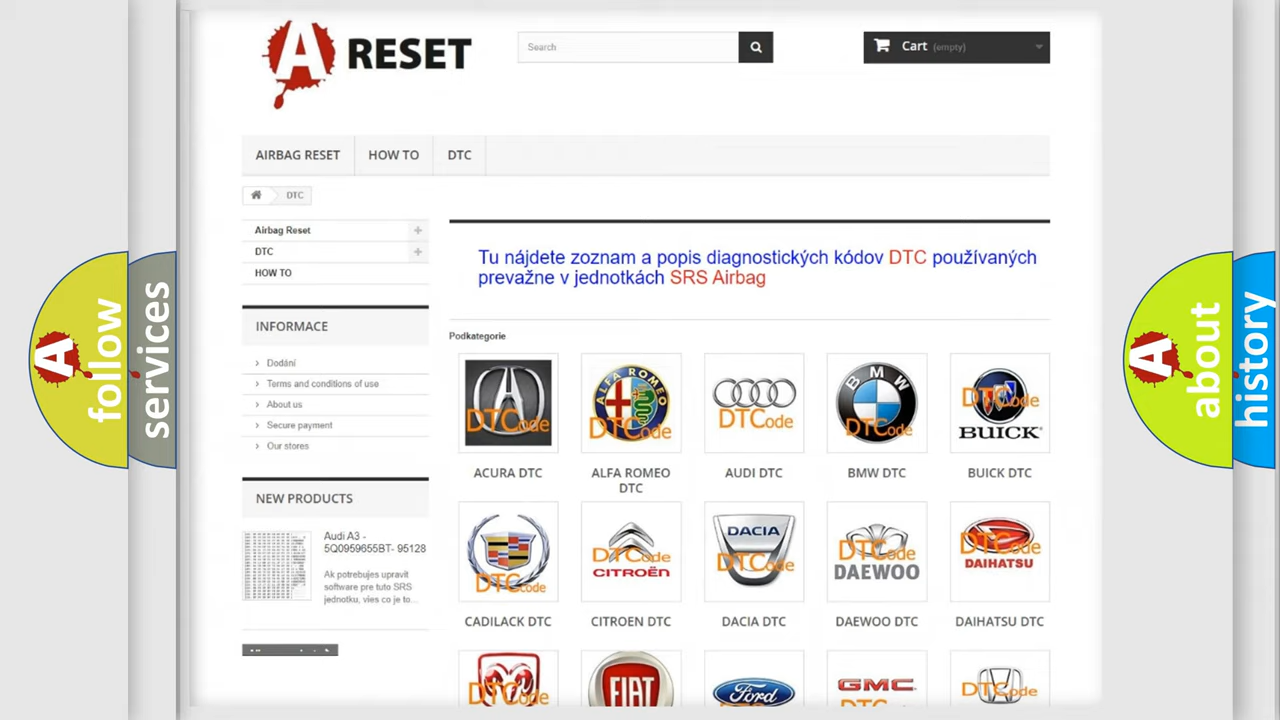 A RESET
Search
Cart (empty)
AIRBAG RESET
HOW TO
DTC
DTC
Airbag Reset
DTC
HOW TO
Tu nájdete zoznam a popis diagnostických kódov DTC používaných
prevažne v jednotkách SRS Airbag
INFORMACE
Dodání
Terms and conditions of use
About us
Secure payment
Our stores
NEW PRODUCTS
Audi A3 -
5Q0959655BT- 95128
Ak potrebujes upravit
software pre tuto SRS
jednotku, vies co je to...
Podkategorie
DTCode
ALFA ROMEO
DTCode
DTCode
BMW
DTCode
DTCode
BUICK
ACURA DTC
ALFA ROMEO
DTC
AUDI DTC
BMW DTC
BUICK DTC
DTCode
DTCode
CITROËN
DACIA
DTCode
DTCode
DAEWOO
DTCode
DAIHATSU
CADILACK DTC
CITROEN DTC
DACIA DTC
DAEWOO DTC
DAIHATSU DTC
DTCode
FIAT
Ford
GMC
DTCode
A follow
services
A about
history